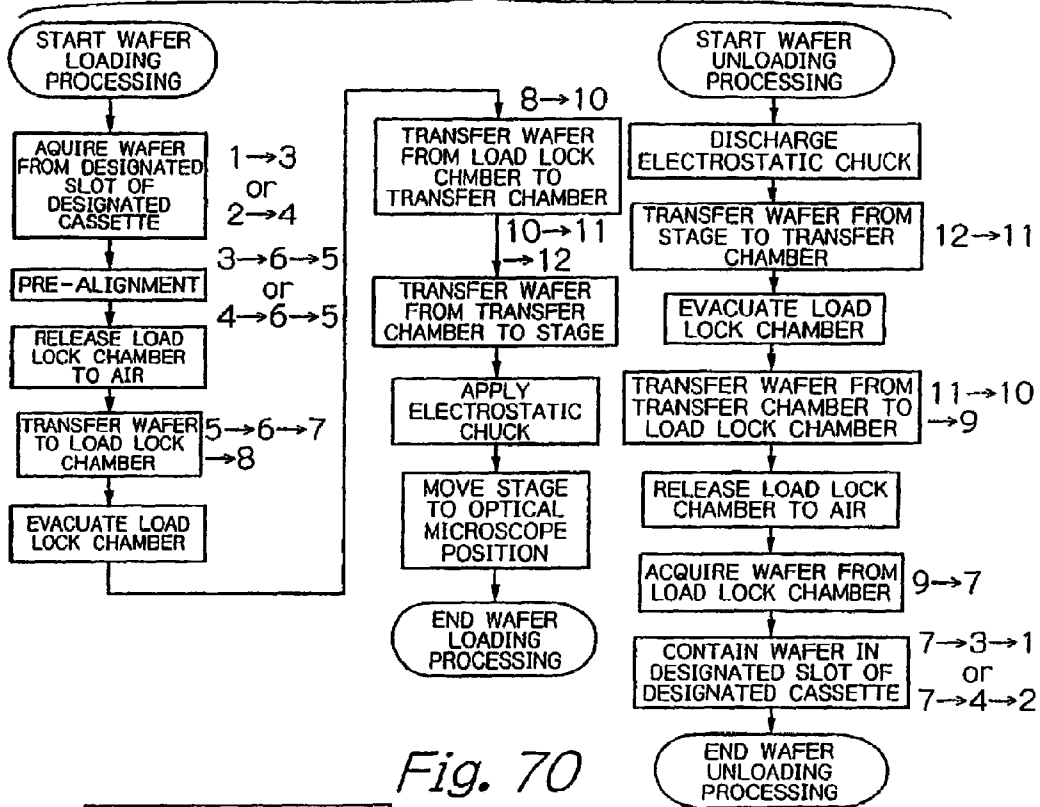 START WAFER
LOADING
PROCESSING
AQUIRE WAFER
FROM DESIGNATED
SLOT OF
DESIGNATED
CASSETTE
1→3
or
2→4
PRE-ALIGNMENT
3→6→5
or
4→6→5
RELEASE LOAD
LOCK CHAMBER
TO AIR
TRANSFER WAFER
TO LOAD LOCK
CHAMBER
5→6→7
→8
EVACUATE LOAD
LOCK CHAMBER
8→10
TRANSFER WAFER
FROM LOAD LOCK
CHMBER TO
TRANSFER CHAMBER
10→11
→12
TRANSFER WAFER
FROM TRANSFER
CHAMBER TO STAGE
APPLY
ELECTROSTATIC
CHUCK
MOVE STAGE
TO OPTICAL
MICROSCOPE
POSITION
END WAFER
LOADING
PROCESSING
START WAFER
UNLOADING
PROCESSING
DISCHARGE
ELECTROSTATIC CHUCK
TRANSFER WAFER FROM
STAGE TO TRANSFER
CHAMBER
12→11
EVACUATE LOAD
LOCK CHAMBER
TRANSFER WAFER FROM
TRANSFER CHAMBER TO
LOAD LOCK CHAMBER
11→10
→9
RELEASE LOAD LOCK
CHAMBER TO AIR
ACQUIRE WAFER FROM
LOAD LOCK CHAMBER
9→7
CONTAIN WAFER IN
DESIGNATED SLOT OF
DESIGNATED CASSETTE
7→3→1
or
7→4→2
END WAFER
UNLOADING
PROCESSING
Fig. 70